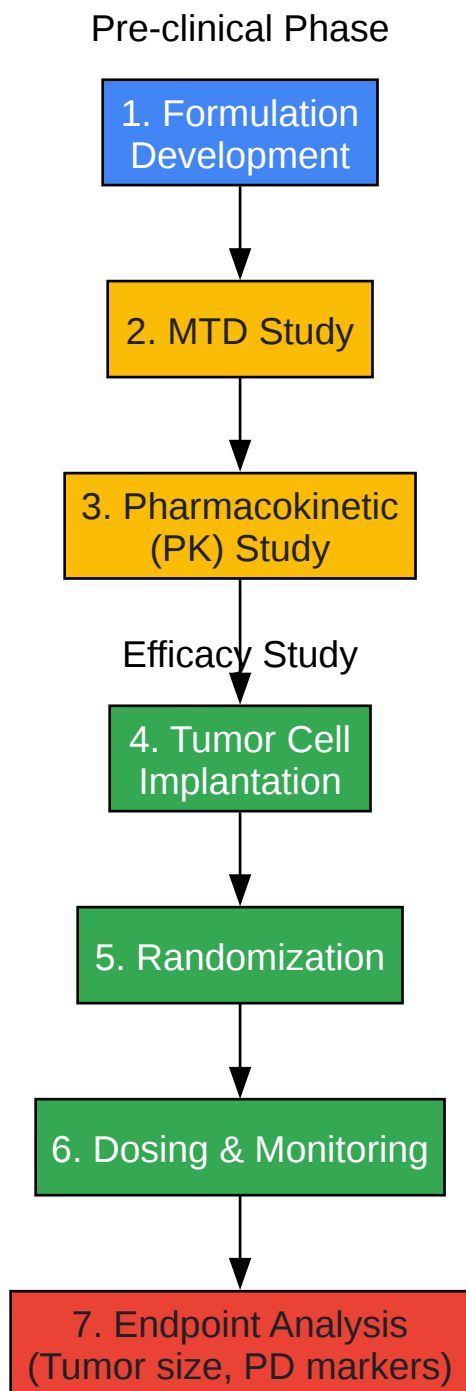 Pre-clinical Phase
1. Formulation
Development
2. MTD Study
3. Pharmacokinetic
(PK) Study
Efficacy Study
4. Tumor Cell
Implantation
5. Randomization
6. Dosing & Monitoring
7. Endpoint Analysis
(Tumor size, PD markers)